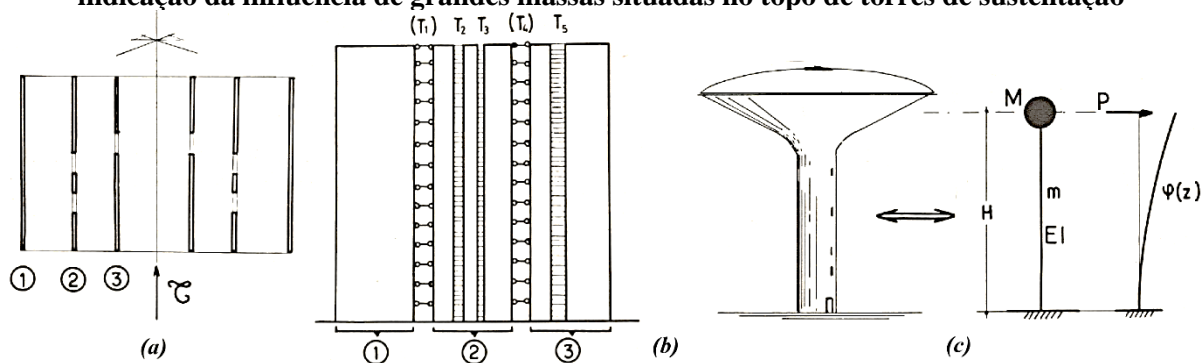 indicação da influência de grandes massas situadas no topo de torres de sustentação
(T₁) T₂ T₃ (T₄) T₅
M P
H m φ(z)
EI
① ② ③ ๅ
① ② ③
(a) (b) (c)